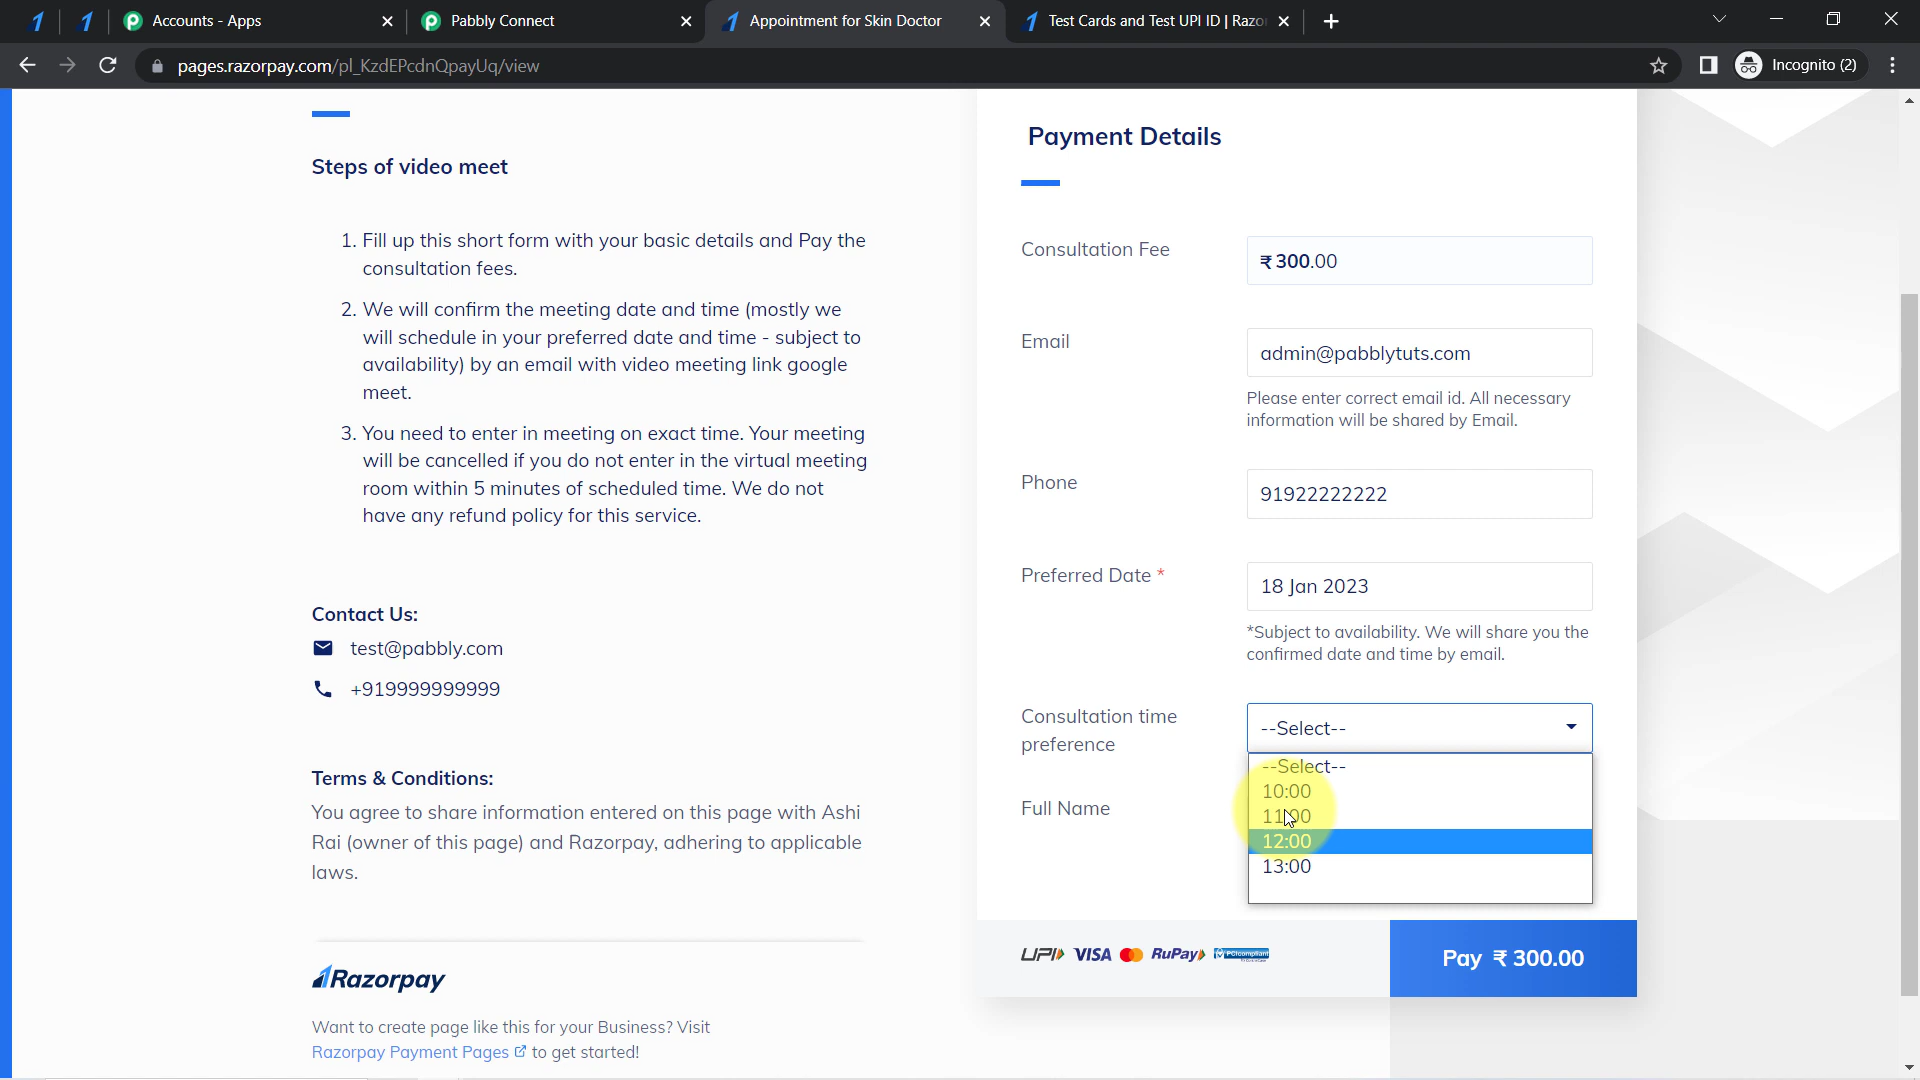 Accounts - Apps
Pabbly Connect
Appointment for Skin Doctor
Test Cards and Test UPI ID | Razo
pages.razorpay.com/pl_KzdEPcdnQpayUq/view
Incognito (2)
Steps of video meet
1. Fill up this short form with your basic details and Pay the
consultation fees.
2. We will confirm the meeting date and time (mostly we
will schedule in your preferred date and time - subject to
availability) by an email with video meeting link google
meet.
3. You need to enter in meeting on exact time. Your meeting
will be cancelled if you do not enter in the virtual meeting
room within 5 minutes of scheduled time. We do not
have any refund policy for this service.
Contact Us:
test@pabbly.com
+919999999999
Terms & Conditions:
You agree to share information entered on this page with Ashi
Rai (owner of this page) and Razorpay, adhering to applicable
laws.
Razorpay
Want to create page like this for your Business? Visit
Razorpay Payment Pages to get started!
Payment Details
Consultation Fee
₹ 300.00
Email
admin@pabblytuts.com
Please enter correct email id. All necessary
information will be shared by Email.
Phone
91922222222
Preferred Date *
18 Jan 2023
*Subject to availability. We will share you the
confirmed date and time by email.
Consultation time
preference
--Select--
--Select--
10:00
11:00
12:00
13:00
Full Name
UPI VISA RuPay PCI compliant
Pay ₹ 300.00